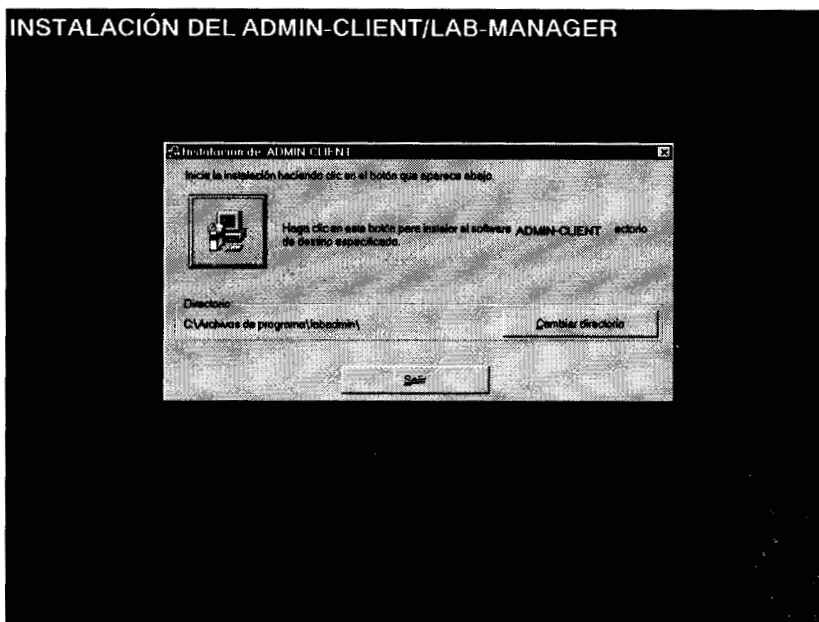 INSTALACIÓN DEL ADMIN-CLIENT/LAB-MANAGER
Instalación de ADMIN CLIENT
Inicie la instalación haciendo clic en el botón que aparece abajo.
Haga clic en este botón para instalar el software ADMIN-CLIENT ectorio
de destino especificado.
Directorio:
C:\Archivos de programa\labadmin\
Cambiar directorio
Salir